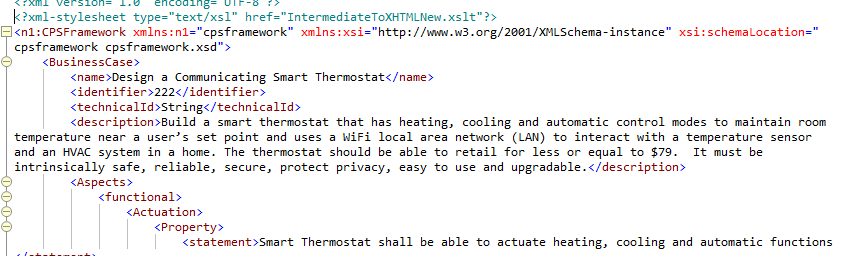 <?xml version="1.0" encoding="UTF-8"?>
<?xml-stylesheet type="text/xsl" href="IntermediateToXHTMLNew.xslt"?>
<n1:CPSFramework xmlns:n1="cpsframework" xmlns:xsi="http://www.w3.org/2001/XMLSchema-instance" xsi:schemaLocation="
cpsframework cpsframework.xsd">
<BusinessCase>
<name>Design a Communicating Smart Thermostat</name>
<identifier>222</identifier>
<technicalId>String</technicalId>
<description>Build a smart thermostat that has heating, cooling and automatic control modes to maintain room
temperature near a user’s set point and uses a WiFi local area network (LAN) to interact with a temperature sensor
and an HVAC system in a home. The thermostat should be able to retail for less or equal to $79.  It must be
intrinsically safe, reliable, secure, protect privacy, easy to use and upgradable.</description>
<Aspects>
<functional>
<Actuation>
<Property>
<statement>Smart Thermostat shall be able to actuate heating, cooling and automatic functions
</statement>